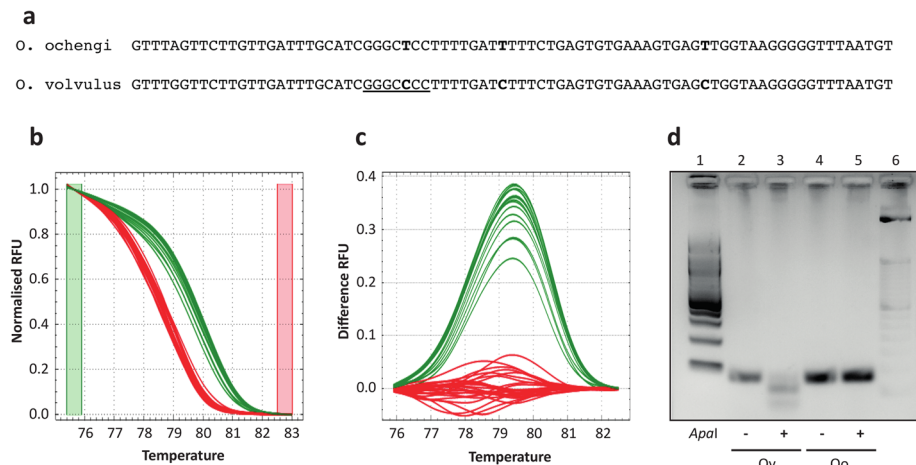 a
O. ochengi GTTTAGTTCTTGTTGATTTGCATCGGGCTCCTTTTGATTTTTCTGAGTGTGAAAGTGAGTTGGTAAGGGGGTTTAATGT
O. volvulus GTTTGGTTCTTGTTGATTTGCATCGGGCCCCTTTTGATCTTTCTGAGTGTGAAAGTGAGCTGGTAAGGGGGTTTAATGT
b
Normalised RFU
1.0
0.8
0.6
0.4
0.2
0.0
76 77 78 79 80 81 82 83
Temperature
c
Difference RFU
0.4
0.3
0.2
0.1
0.0
76 77 78 79 80 81 82
Temperature
d
1 2 3 4 5 6
ApaI - + - +
Ov Oo